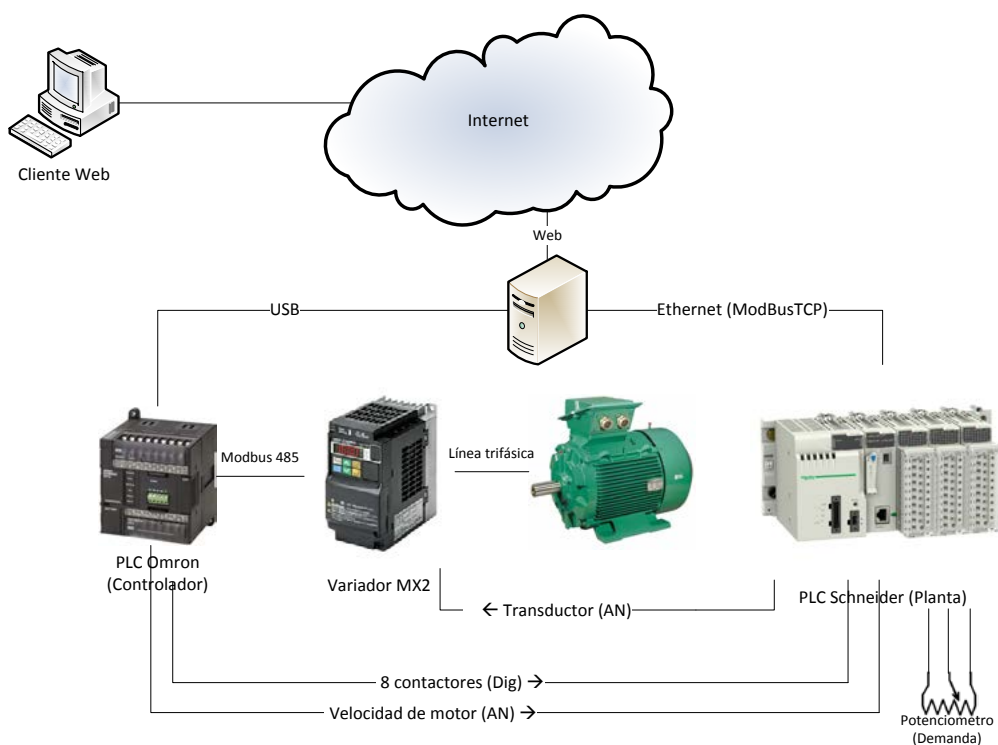 Internet
Cliente Web
Web
USB
Ethernet (ModBusTCP)
Modbus 485
Línea trifásica
PLC Omron
(Controlador)
Variador MX2
PLC Schneider (Planta)
← Transductor (AN)
8 contactores (Dig) →
Velocidad de motor (AN) →
Potenciómetro
(Demanda)